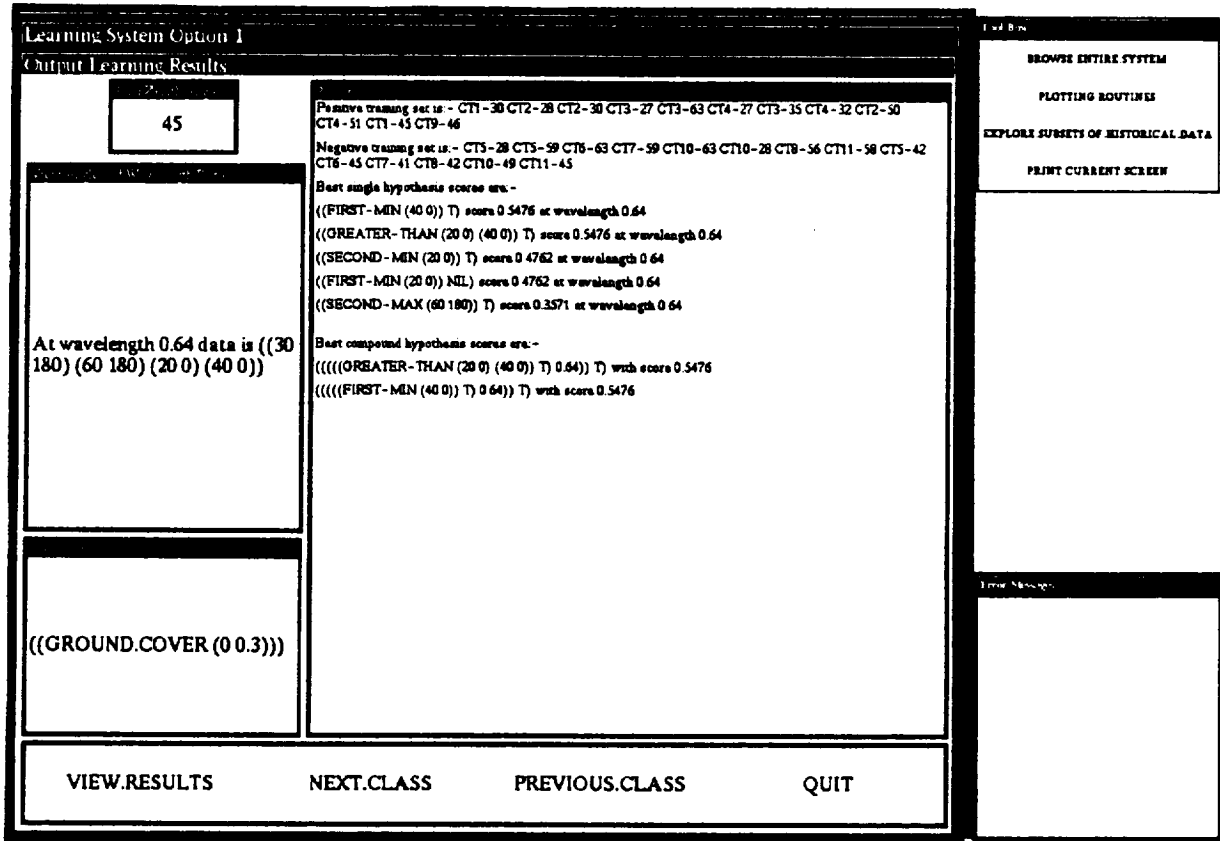 Learning System Option 1
Output Learning Results
45
At wavelength 0.64 data is ((30
180) (60 180) (20 0) (40 0))
((GROUND.COVER (0 0.3)))
Positive training set is:- CT1-30 CT2-28 CT2-30 CT3-27 CT3-63 CT4-27 CT3-35 CT4-32 CT2-50
CT4-51 CT1-45 CT9-46
Negative training set is:- CT5-28 CT5-59 CT6-63 CT7-59 CT10-63 CT10-28 CT8-56 CT11-58 CT5-42
CT6-45 CT7-41 CT8-42 CT10-49 CT11-45
Best single hypothesis scores are:-
((FIRST-MIN (40 0)) T) score 0.5476 at wavelength 0.64
((GREATER-THAN (20 0) (40 0)) T) score 0.5476 at wavelength 0.64
((SECOND-MIN (20 0)) T) score 0.4762 at wavelength 0.64
((FIRST-MIN (20 0)) NIL) score 0.4762 at wavelength 0.64
((SECOND-MAX (60 180)) T) score 0.3571 at wavelength 0.64
Best compound hypothesis scores are:-
(((((GREATER-THAN (20 0) (40 0)) T) 0.64)) T) with score 0.5476
(((((FIRST-MIN (40 0)) T) 0.64)) T) with score 0.5476
VIEW.RESULTS NEXT.CLASS PREVIOUS.CLASS QUIT
Tool Box
BROWSE ENTIRE SYSTEM
PLOTTING ROUTINES
EXPLORE SUBSETS OF HISTORICAL DATA
PRINT CURRENT SCREEN
Error Messages